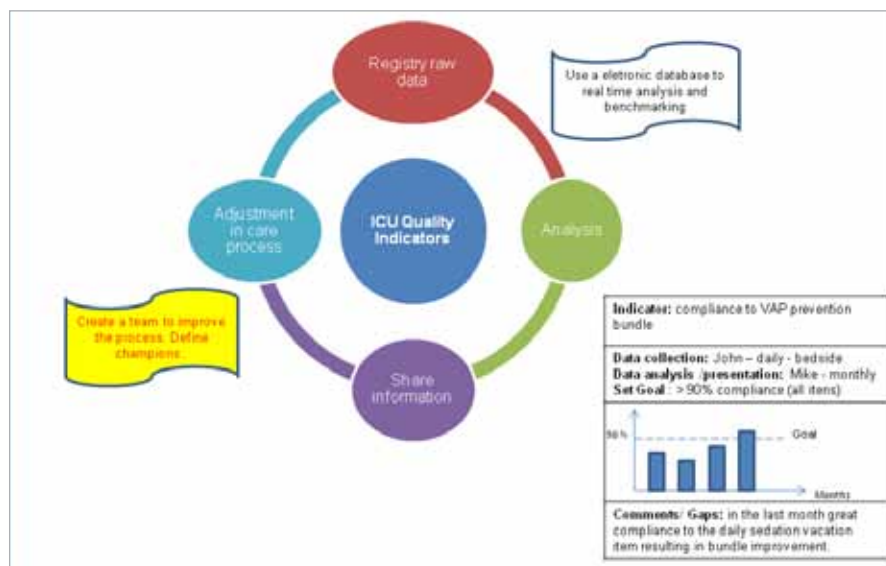 Registry raw
data
Use a eletronic database to
real time analysis and
benchmarking
Adjustment
in care
process
ICU Quality
Indicators
Analysis
Create a team to improve
the process. Define
champions.
Share
information
Indicator: compliance to VAP prevention
bundle
Data collection: John – daily - bedside
Data analysis /presentation: Mike - monthly
Set Goal : > 90% compliance (all itens)
90%
Goal
Months
Comments/ Gaps: in the last month great
compliance to the daily sedation vacation
item resulting in bundle improvement.